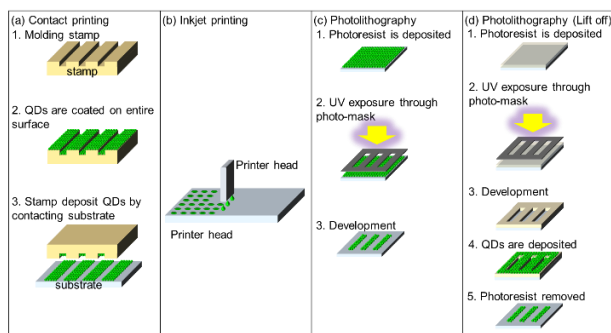 (a) Contact printing
1. Molding stamp
stamp
2. QDs are coated on entire
surface
3. Stamp deposit QDs by
contacting substrate
substrate
(b) Inkjet printing
Printer head
Printer head
(c) Photolithography
1. Photoresist is deposited
2. UV exposure through
photo-mask
3. Development
(d) Photolithography (Lift off)
1. Photoresist is deposited
2. UV exposure through
photo-mask
3. Development
4. QDs are deposited
5. Photoresist removed